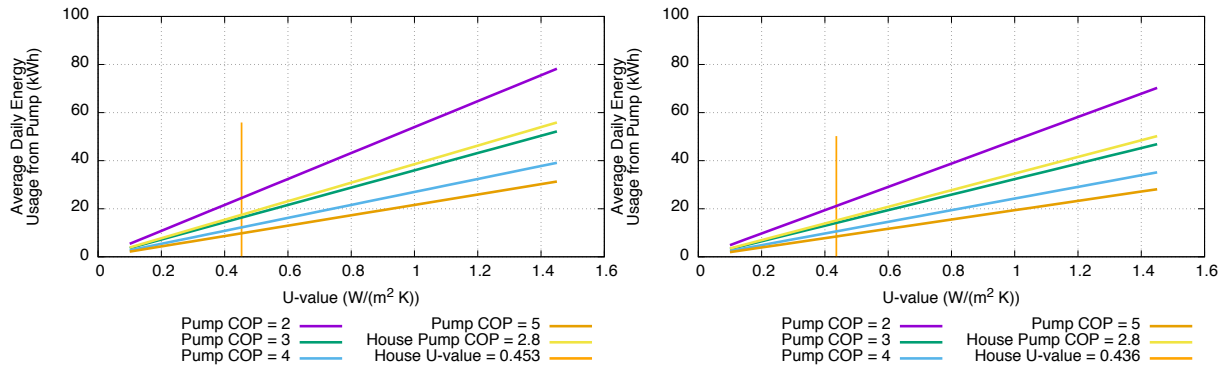 Average Daily Energy
Usage from Pump (kWh)
100
80
60
40
20
0
0 0.2 0.4 0.6 0.8 1 1.2 1.4 1.6
U-value (W/(m² K))
Pump COP = 2
Pump COP = 3
Pump COP = 4
Pump COP = 5
House Pump COP = 2.8
House U-value = 0.453
Average Daily Energy
Usage from Pump (kWh)
100
80
60
40
20
0
0 0.2 0.4 0.6 0.8 1 1.2 1.4 1.6
U-value (W/(m² K))
Pump COP = 2
Pump COP = 3
Pump COP = 4
Pump COP = 5
House Pump COP = 2.8
House U-value = 0.436